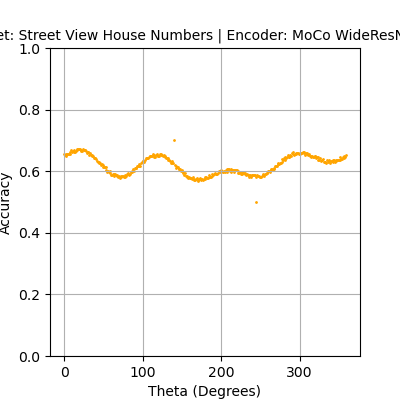 et: Street View House Numbers | Encoder: MoCo WideResN
1.0
0.8
0.6
0.4
0.2
0.0
Accuracy
0 100 200 300
Theta (Degrees)